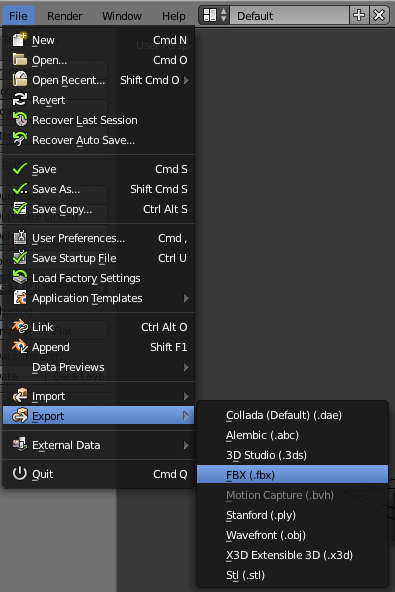 File Render Window Help Default
New Cmd N
Open... Cmd O
Open Recent... Shift Cmd O
Revert
Recover Last Session
Recover Auto Save...
Save Cmd S
Save As... Shift Cmd S
Save Copy... Ctrl Alt S
User Preferences... Cmd ,
Save Startup File Ctrl U
Load Factory Settings
Application Templates
Link Ctrl Alt O
Append Shift F1
Data Previews
Import
Export
External Data
Quit Cmd Q
Collada (Default) (.dae)
Alembic (.abc)
3D Studio (.3ds)
FBX (.fbx)
Motion Capture (.bvh)
Stanford (.ply)
Wavefront (.obj)
X3D Extensible 3D (.x3d)
Stl (.stl)